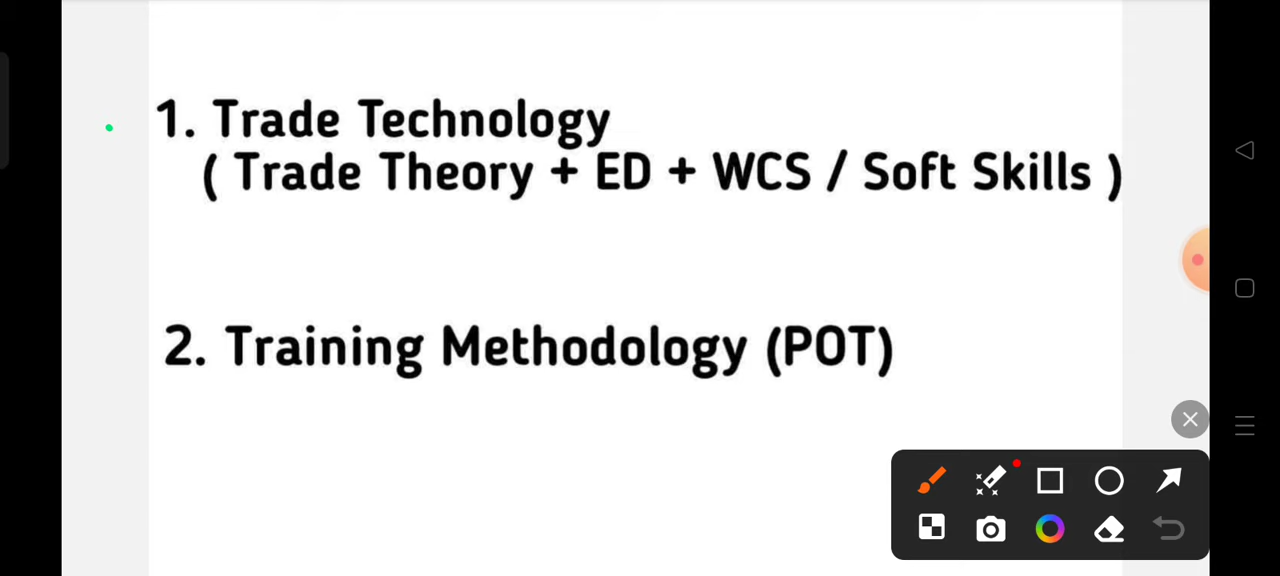 1. Trade Technology
( Trade Theory + ED + WCS / Soft Skills )
2. Training Methodology (POT)